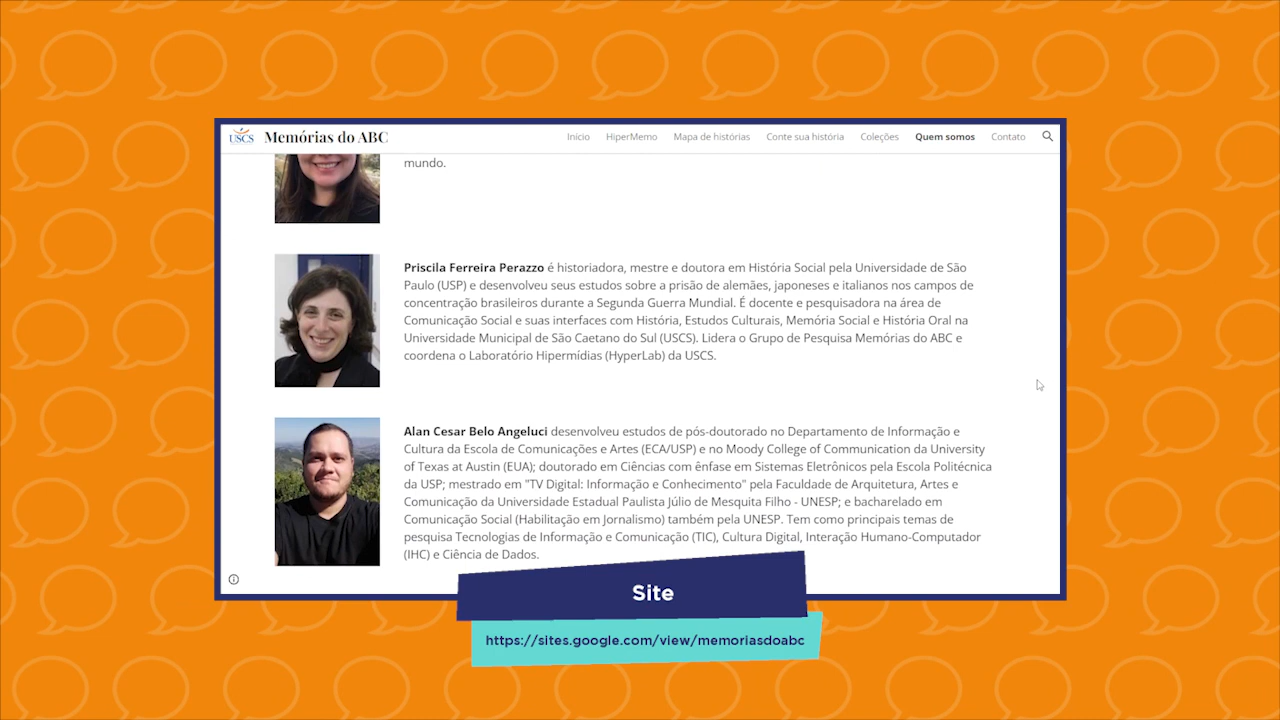 USCS Memórias do ABC
Início HiperMemo Mapa de histórias Conte sua história Coleções Quem somos Contato
mundo.
Priscila Ferreira Perazzo é historiadora, mestre e doutora em História Social pela Universidade de São
Paulo (USP) e desenvolveu seus estudos sobre a prisão de alemães, japoneses e italianos nos campos de
concentração brasileiros durante a Segunda Guerra Mundial. É docente e pesquisadora na área de
Comunicação Social e suas interfaces com História, Estudos Culturais, Memória Social e História Oral na
Universidade Municipal de São Caetano do Sul (USCS). Lidera o Grupo de Pesquisa Memórias do ABC e
coordena o Laboratório Hipermídias (HyperLab) da USCS.
Alan Cesar Belo Angeluci desenvolveu estudos de pós-doutorado no Departamento de Informação e
Cultura da Escola de Comunicações e Artes (ECA/USP) e no Moody College of Communication da University
of Texas at Austin (EUA); doutorado em Ciências com ênfase em Sistemas Eletrônicos pela Escola Politécnica
da USP; mestrado em "TV Digital: Informação e Conhecimento" pela Faculdade de Arquitetura, Artes e
Comunicação da Universidade Estadual Paulista Júlio de Mesquita Filho - UNESP; e bacharelado em
Comunicação Social (Habilitação em Jornalismo) também pela UNESP. Tem como principais temas de
pesquisa Tecnologias de Informação e Comunicação (TIC), Cultura Digital, Interação Humano-Computador
(IHC) e Ciência de Dados.
Site
https://sites.google.com/view/memoriasdoabc